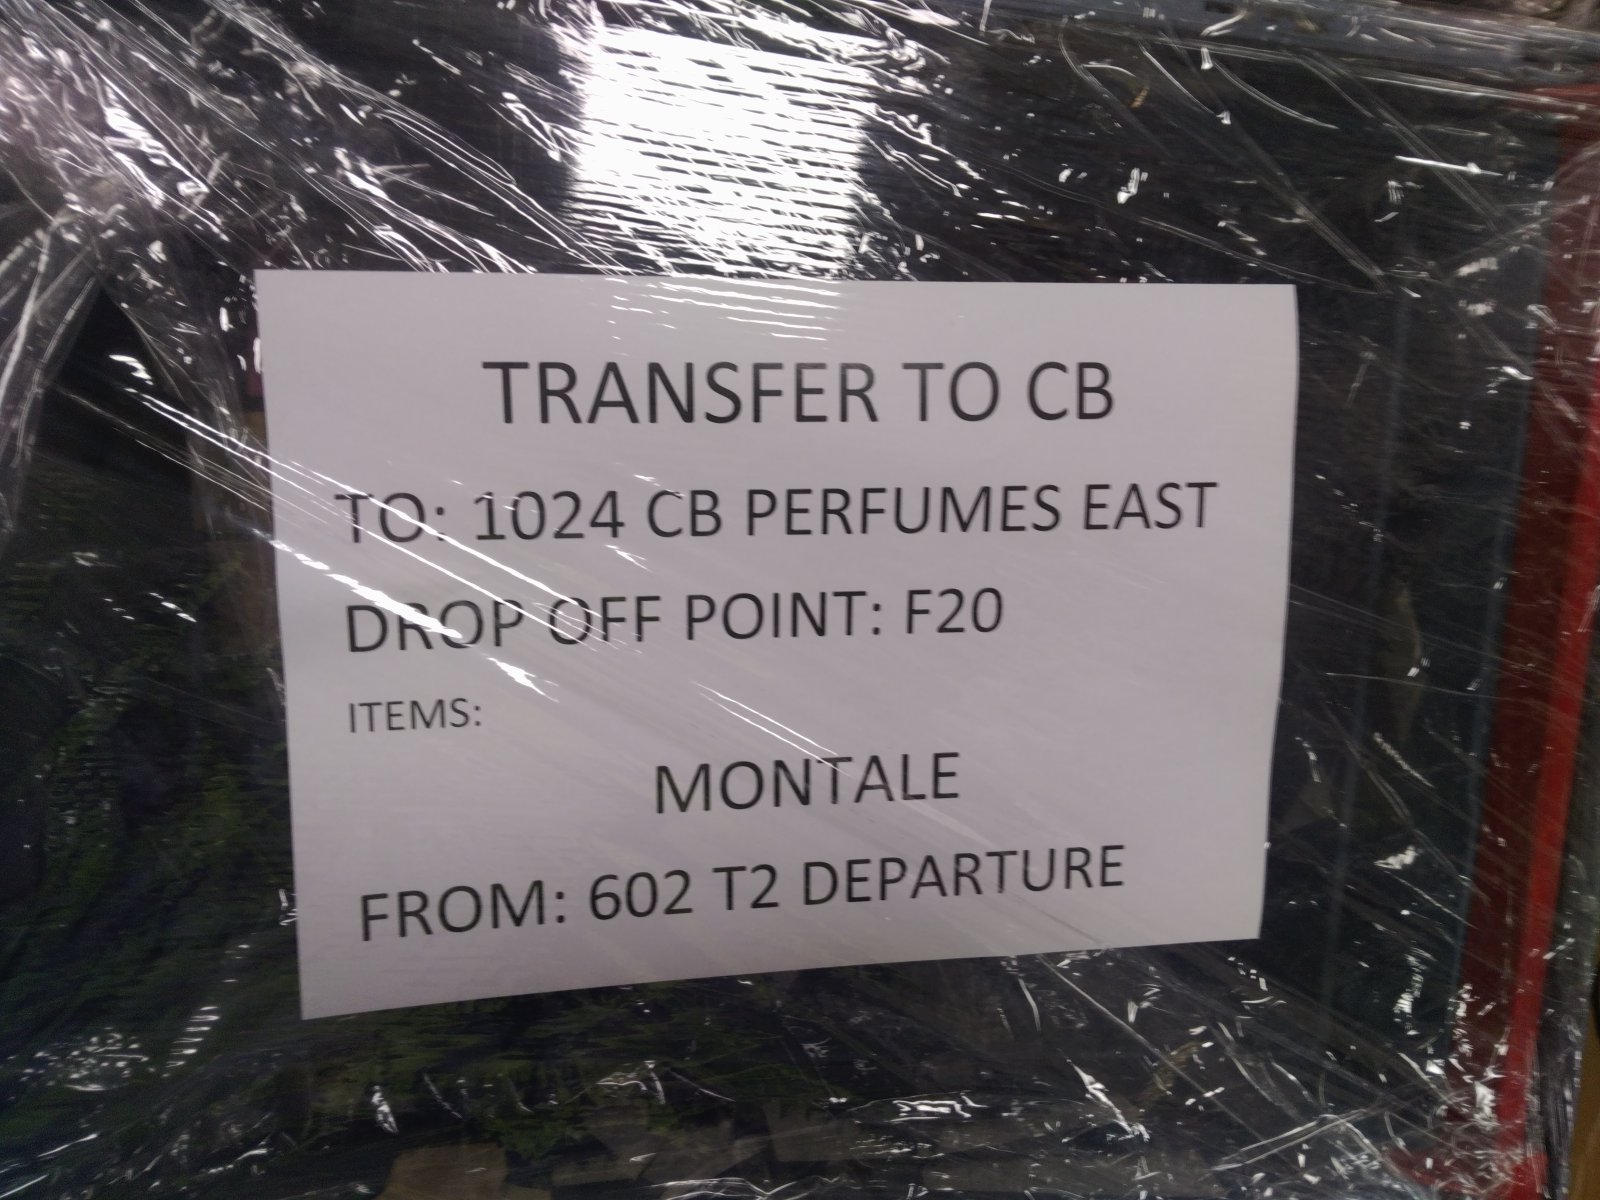 TRANSFER TO CB
TO: 1024 CB PERFUMES EAST
DROP OFF POINT: F20
ITEMS:
MONTALE
FROM: 602 T2 DEPARTURE